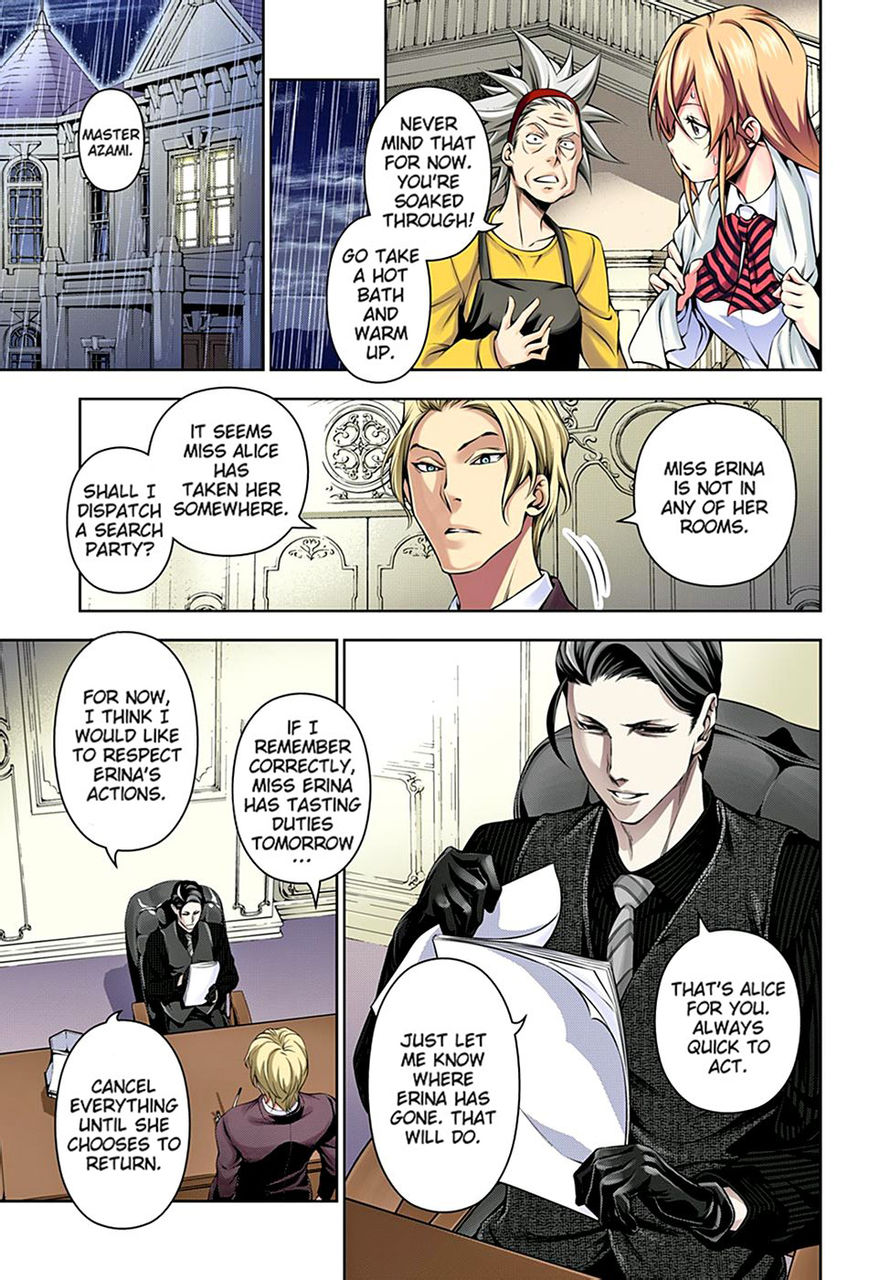 NEVER
MIND THAT
FOR NOW.
YOU'RE
SOAKED
THROUGH!
GO TAKE
A HOT
BATH
AND
WARM
UP.
MASTER
AZAMI.
MISS ERINA
IS NOT IN
ANY OF HER
ROOMS.
IT SEEMS
MISS ALICE
HAS
TAKEN HER
SOMEWHERE.
SHALL I
DISPATCH
A SEARCH
PARTY?
THAT'S ALICE
FOR YOU.
ALWAYS
QUICK TO
ACT.
JUST LET
ME KNOW
WHERE
ERINA HAS
GONE. THAT
WILL DO.
IF I
REMEMBER
CORRECTLY,
MISS ERINA
HAS TASTING
DUTIES
TOMORROW
...
FOR NOW,
I THINK I
WOULD LIKE
TO RESPECT
ERINA'S
ACTIONS.
CANCEL
EVERYTHING
UNTIL SHE
CHOOSES TO
RETURN.